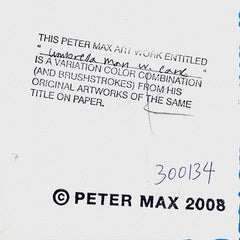 THIS PETER MAX ART WORK ENTITLED
" Umbrella man w. cane "
IS A VARIATION COLOR COMBINATION
(AND BRUSHSTROKES) FROM HIS
ORIGINAL ARTWORKS OF THE SAME
TITLE ON PAPER.
300134
© PETER MAX 2008